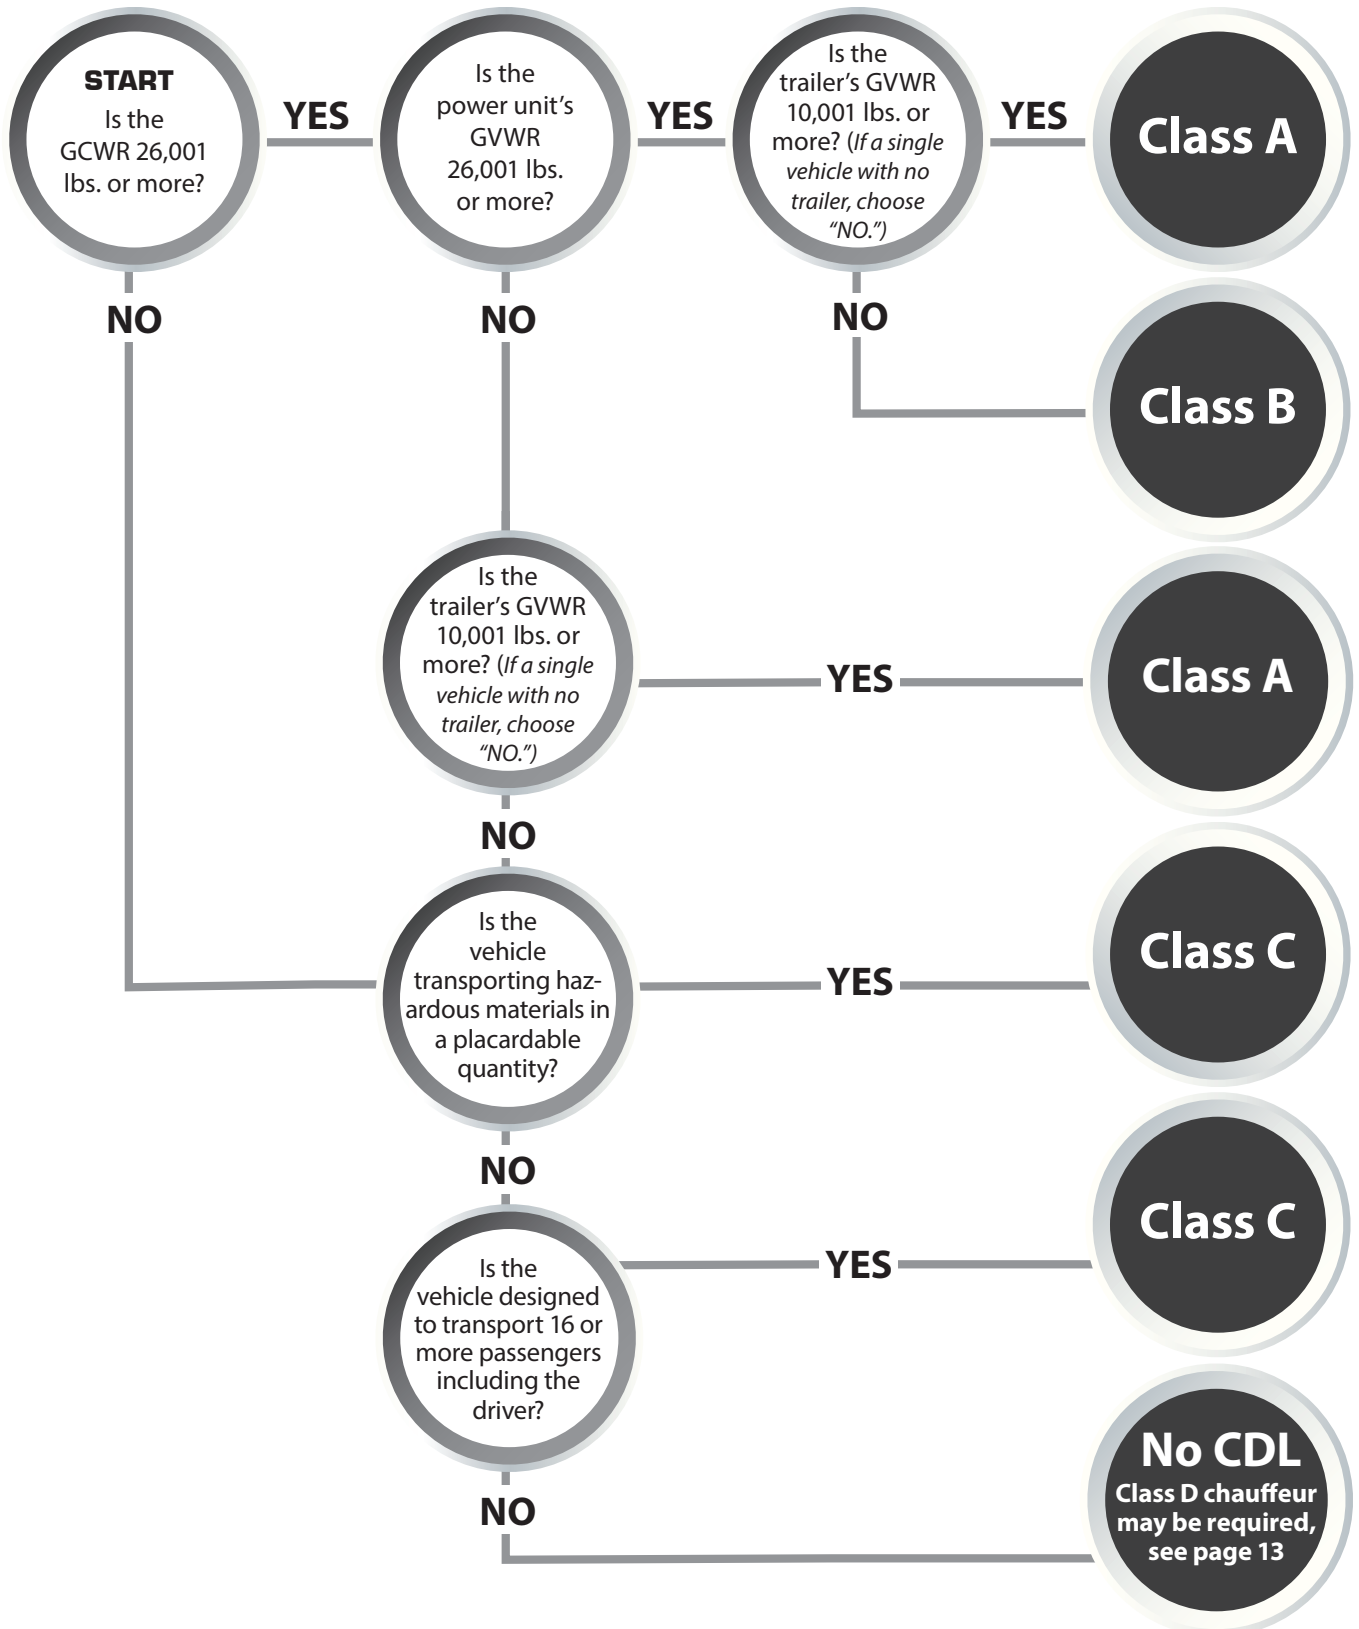 START
Is the
GCWR 26,001
lbs. or more?
YES
Is the
power unit’s
GVWR
26,001 lbs.
or more?
YES
Is the
trailer’s GVWR
10,001 lbs. or
more? (If a single
vehicle with no
trailer, choose
“NO.”)
YES
Class A
NO
NO
NO
Class B
Is the
trailer’s GVWR
10,001 lbs. or
more? (If a single
vehicle with no
trailer, choose
“NO.”)
YES
Class A
NO
Is the
vehicle
transporting haz-
ardous materials in
a placardable
quantity?
YES
Class C
NO
Is the
vehicle designed
to transport 16 or
more passengers
including the
driver?
YES
Class C
NO
No CDL
Class D chauffeur
may be required,
see page 13